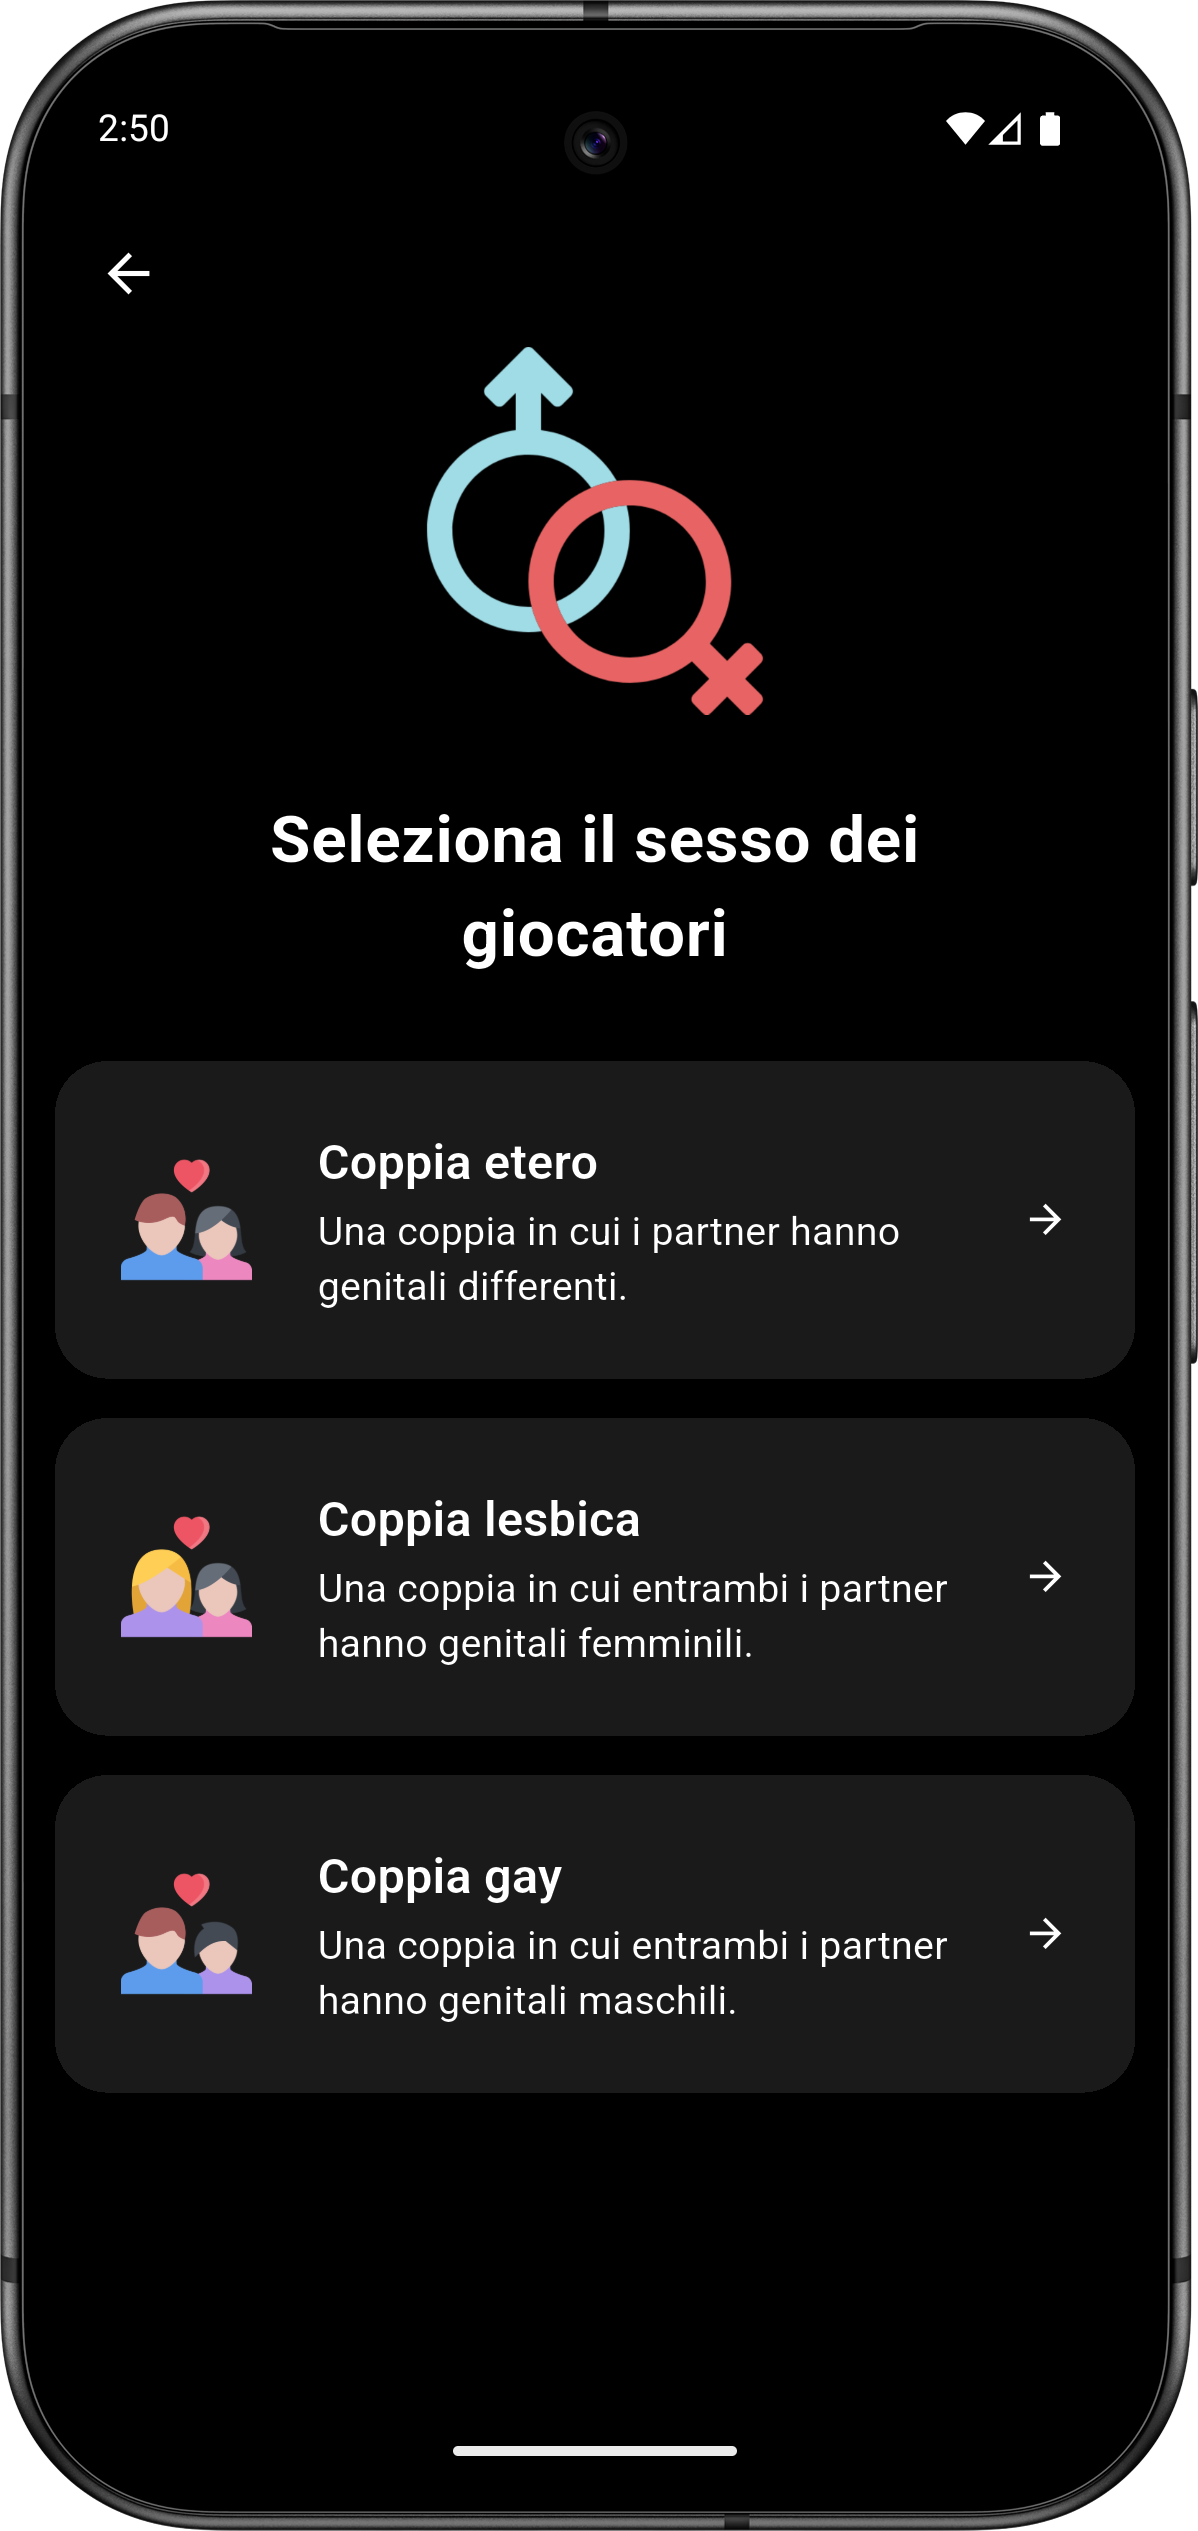 2:50
Seleziona il sesso dei
giocatori
Coppia etero
Una coppia in cui i partner hanno
genitali differenti.
Coppia lesbica
Una coppia in cui entrambi i partner
hanno genitali femminili.
Coppia gay
Una coppia in cui entrambi i partner
hanno genitali maschili.